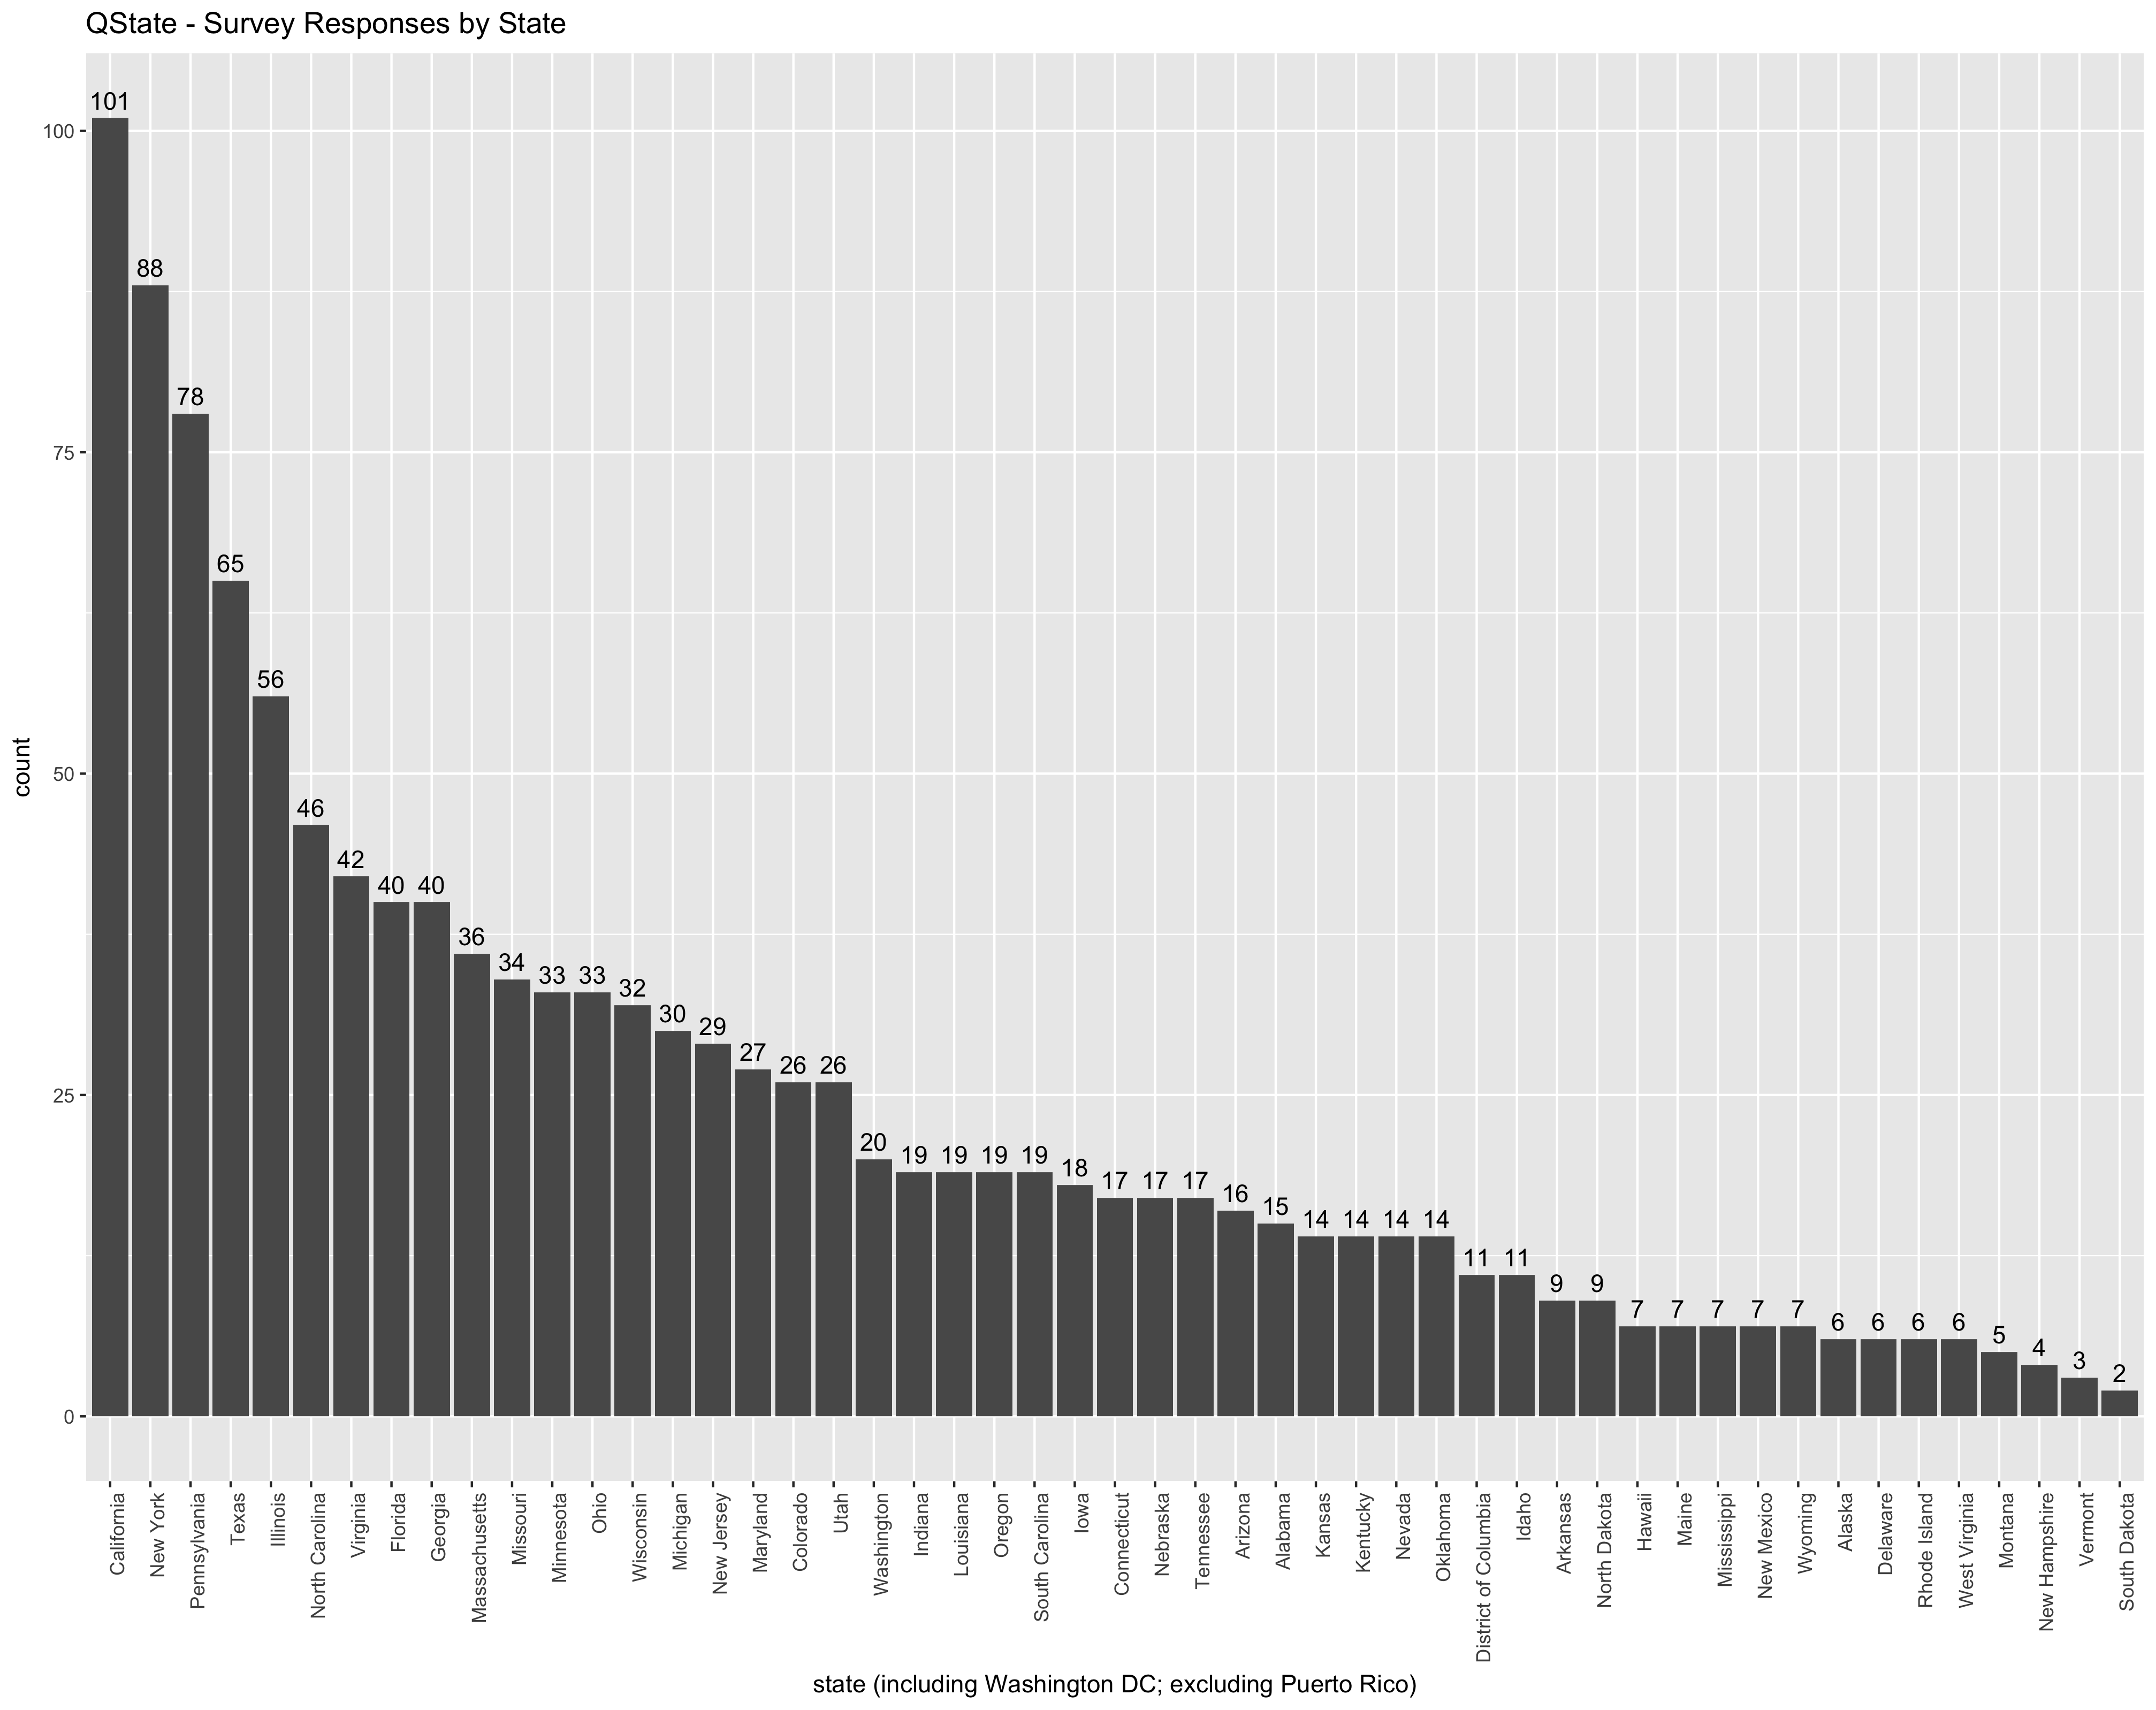 QState - Survey Responses by State
101
88
78
65
56
46
42
40 40
36
34
33 33
32
30
29
27
26 26
20
19 19 19 19
18
17 17 17
16
15
14 14 14 14
11 11
9 9
7 7 7 7 7
6 6 6 6
5
4
3
2
100
75
50
25
0
count
California
New York
Pennsylvania
Texas
Illinois
North Carolina
Virginia
Florida
Georgia
Massachusetts
Missouri
Minnesota
Ohio
Wisconsin
Michigan
New Jersey
Maryland
Colorado
Utah
Washington
Indiana
Louisiana
Oregon
South Carolina
Iowa
Connecticut
Nebraska
Tennessee
Arizona
Alabama
Kansas
Kentucky
Nevada
Oklahoma
District of Columbia
Idaho
Arkansas
North Dakota
Hawaii
Maine
Mississippi
New Mexico
Wyoming
Alaska
Delaware
Rhode Island
West Virginia
Montana
New Hampshire
Vermont
South Dakota
state (including Washington DC; excluding Puerto Rico)